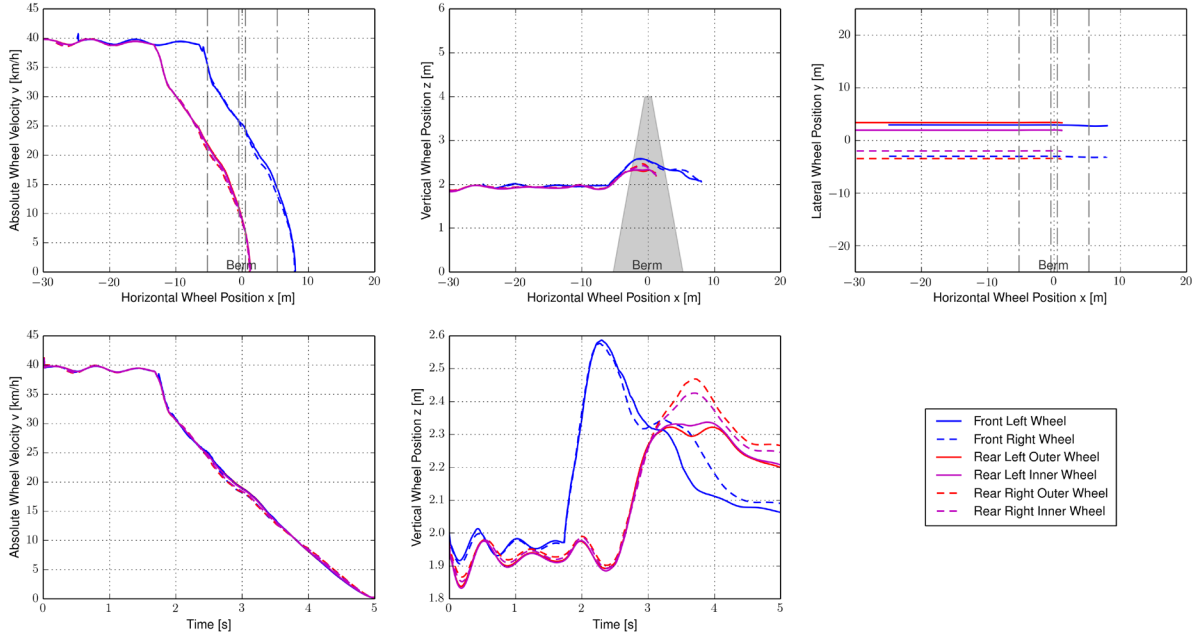 Absolute Wheel Velocity v [km/h]
45
40
35
30
25
20
15
10
5
0
Berm
−30 −20 −10 0 10 20
Horizontal Wheel Position x [m]
Vertical Wheel Position z [m]
6
5
4
3
2
1
0
Berm
−30 −20 −10 0 10 20
Horizontal Wheel Position x [m]
Lateral Wheel Position y [m]
20
10
0
−10
−20
Berm
−30 −20 −10 0 10 20
Horizontal Wheel Position x [m]
Absolute Wheel Velocity v [km/h]
45
40
35
30
25
20
15
10
5
0
0 1 2 3 4 5
Time [s]
Vertical Wheel Position z [m]
2.6
2.5
2.4
2.3
2.2
2.1
2.0
1.9
1.8
0 1 2 3 4 5
Time [s]
Front Left Wheel
Front Right Wheel
Rear Left Outer Wheel
Rear Left Inner Wheel
Rear Right Outer Wheel
Rear Right Inner Wheel